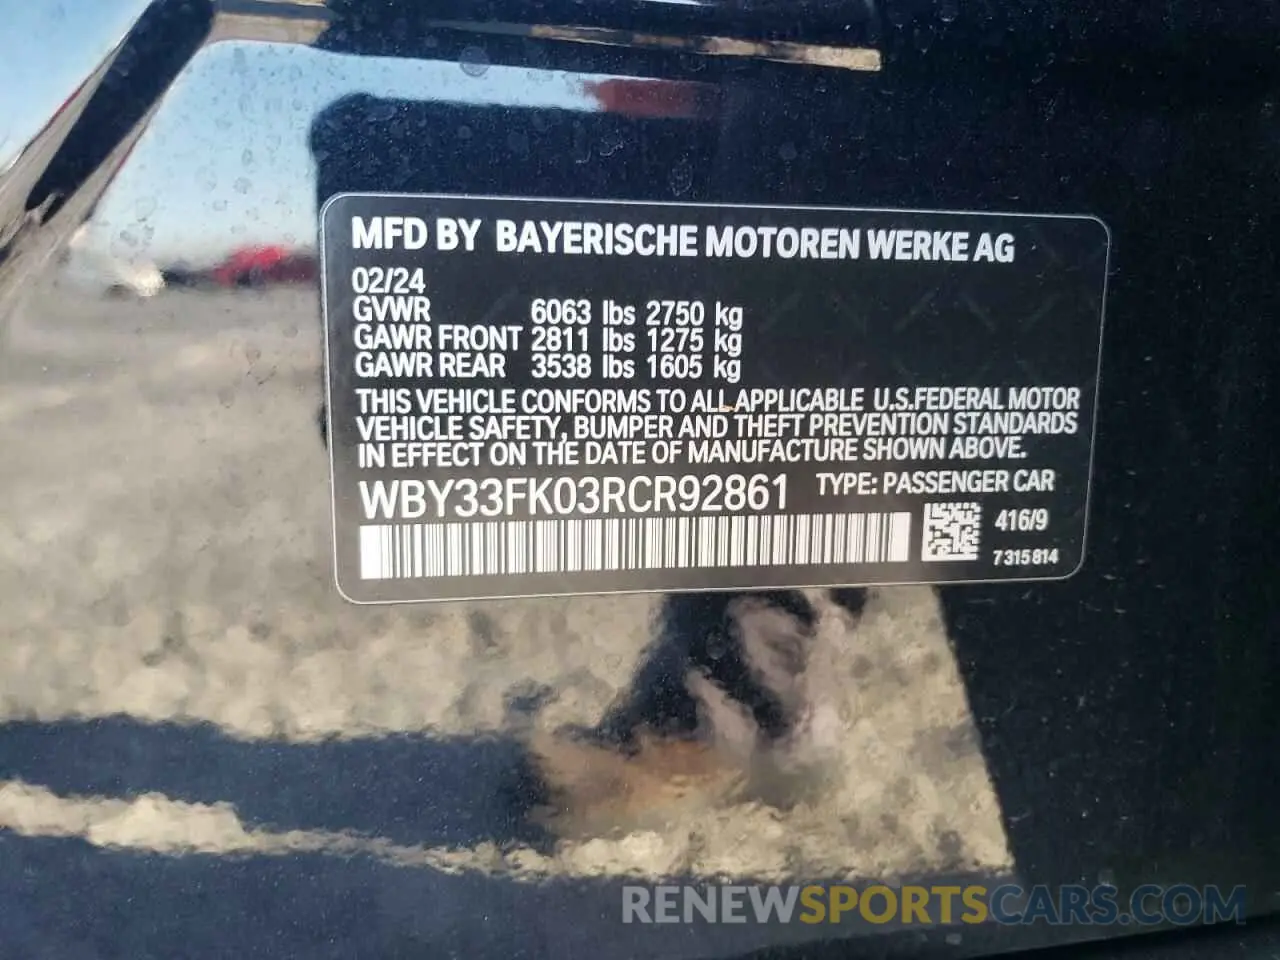 MFD BY BAYERISCHE MOTOREN WERKE AG
02/24
GVWR 6063 lbs 2750 kg
GAWR FRONT 2811 lbs 1275 kg
GAWR REAR 3538 lbs 1605 kg
THIS VEHICLE CONFORMS TO ALL APPLICABLE U.S.FEDERAL MOTOR
VEHICLE SAFETY, BUMPER AND THEFT PREVENTION STANDARDS
IN EFFECT ON THE DATE OF MANUFACTURE SHOWN ABOVE.
WBY33FK03RCR92861 TYPE: PASSENGER CAR
416/9
7315814
RENEWSPORTSCARS.COM